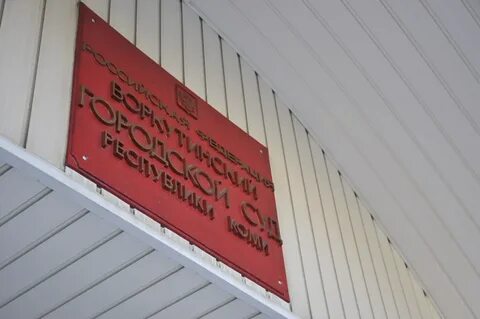 РОССИЙСКАЯ ФЕДЕРАЦИЯ
ВОРКУТИНСКИЙ
ГОРОДСКОЙ СУД
РЕСПУБЛИКИ КОМИ